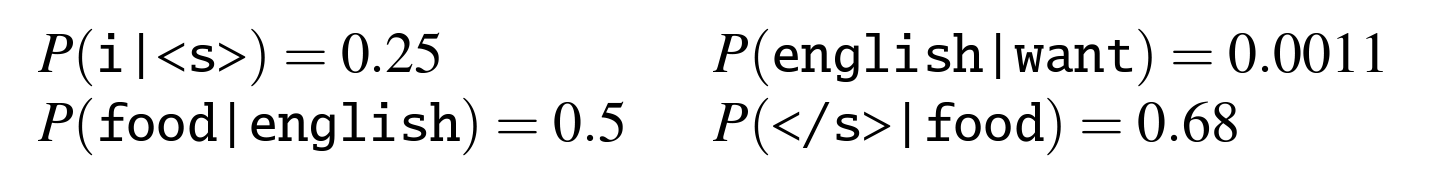 P(i|<s>) = 0.25 P(english|want) = 0.0011
P(food|english) = 0.5 P(</s>|food) = 0.68